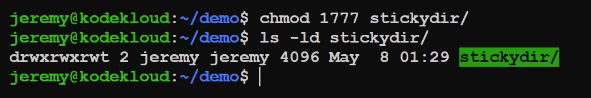 jeremy@kodekloud:~/demo$ chmod 1777 stickydir/
jeremy@kodekloud:~/demo$ ls -ld stickydir/
drwxrwxrwt 2 jeremy jeremy 4096 May  8 01:29 stickydir/
jeremy@kodekloud:~/demo$